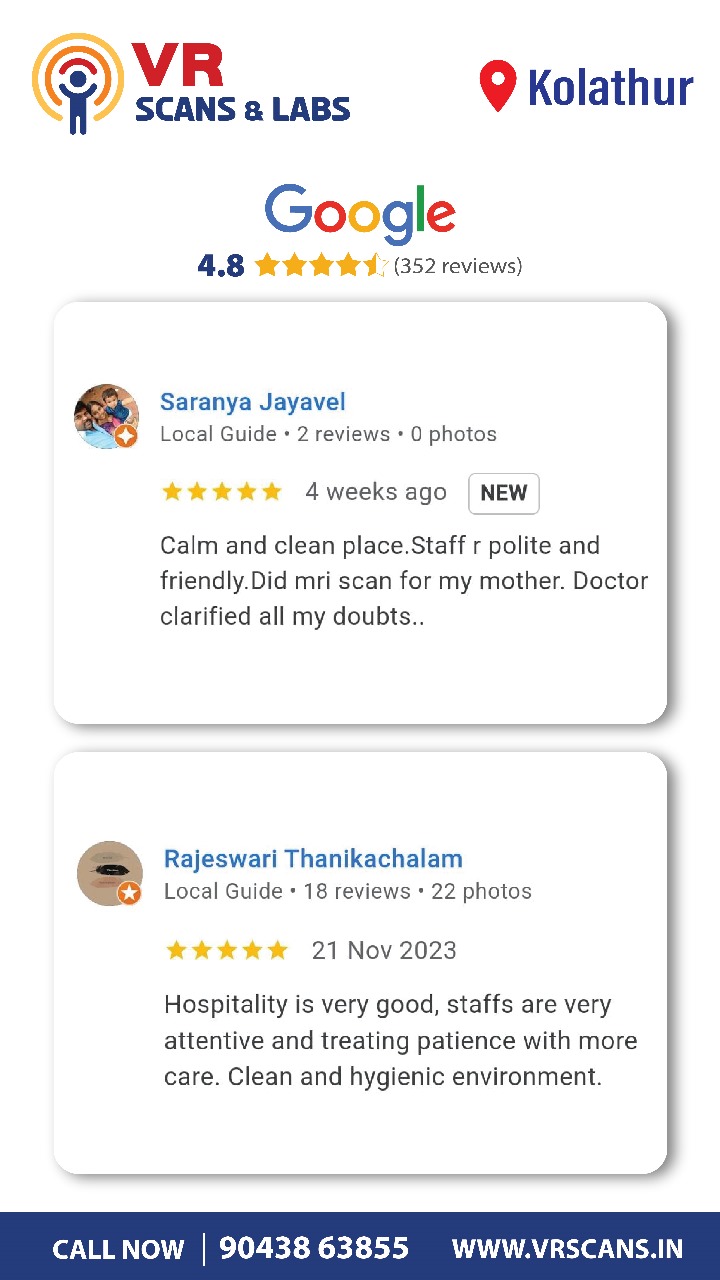 VR
SCANS & LABS
Kolathur
Google
4.8 (352 reviews)
Saranya Jayavel
Local Guide • 2 reviews • 0 photos
4 weeks ago NEW
Calm and clean place.Staff r polite and
friendly.Did mri scan for my mother. Doctor
clarified all my doubts..
Rajeswari Thanikachalam
Local Guide • 18 reviews • 22 photos
21 Nov 2023
Hospitality is very good, staffs are very
attentive and treating patience with more
care. Clean and hygienic environment.
CALL NOW | 90438 63855 WWW.VRSCANS.IN